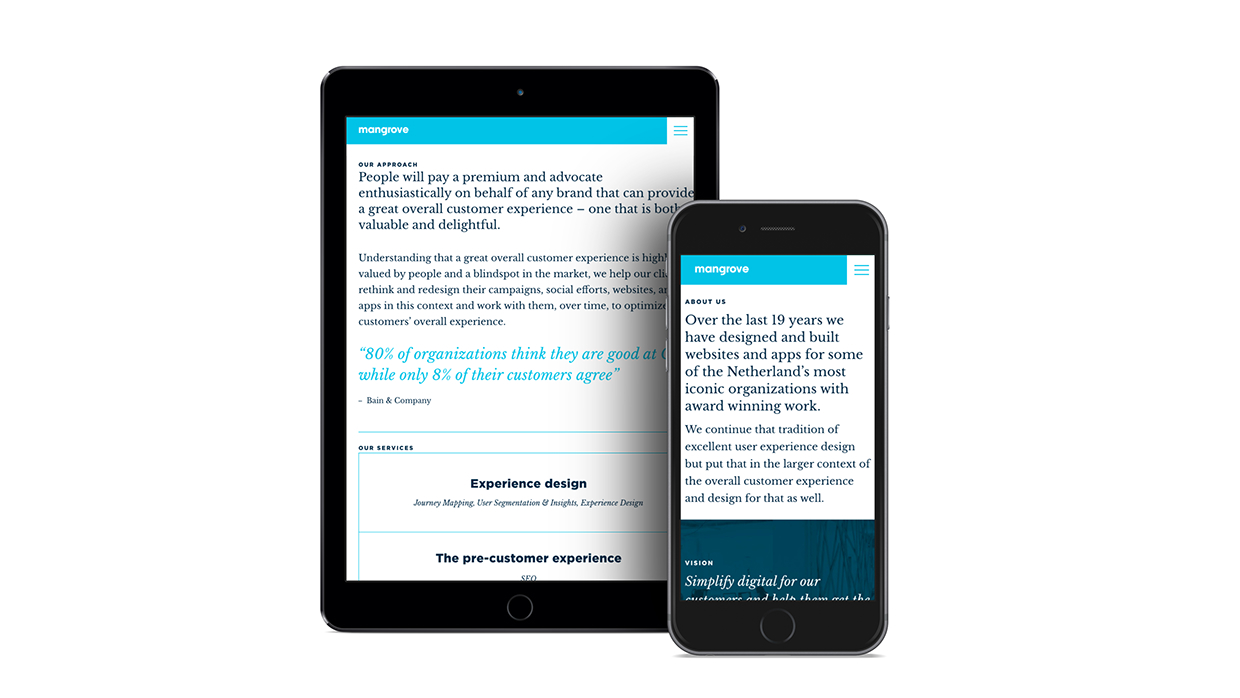 mangrove
OUR APPROACH
People will pay a premium and advocate
enthusiastically on behalf of any brand that can provide
a great overall customer experience – one that is both
valuable and delightful.
Understanding that a great overall customer experience is
valued by people and a blindspot in the market, we help our
rethink and redesign their campaigns, social efforts, websites,
apps in this context and work with them, over time, to optimize
customers’ overall experience.
“80% of organizations think they are good at
while only 8% of their customers agree”
– Bain & Company
OUR SERVICES
Experience design
Journey Mapping, User Segmentation & Insights, Experience Design
The pre-customer experience
SEO
mangrove
ABOUT US
Over the last 19 years we
have designed and built
websites and apps for some
of the Netherland’s most
iconic organizations with
award winning work.
We continue that tradition of
excellent user experience design
but put that in the larger context of
the overall customer experience
and design for that as well.
VISION
Simplify digital for our
customers and help them get the